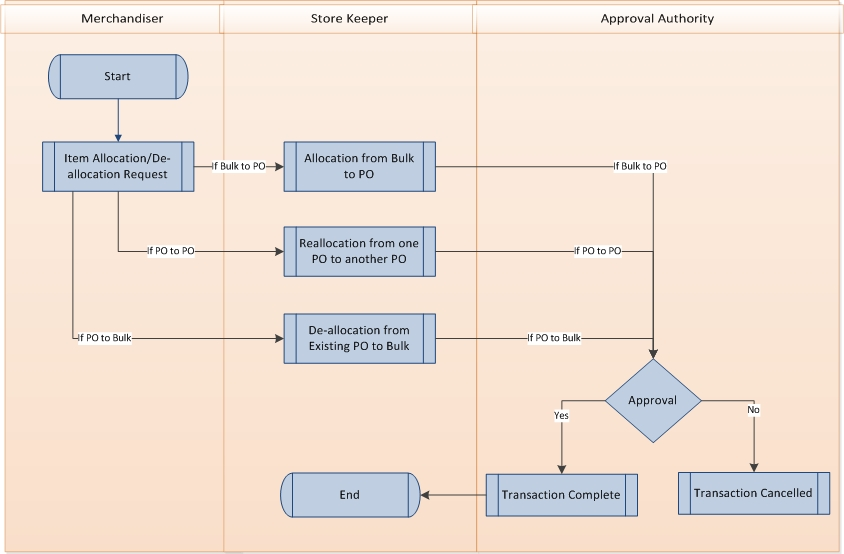 Merchandiser
Store Keeper
Approval Authority
Start
Item Allocation/De-
allocation Request
If Bulk to PO
Allocation from Bulk
to PO
If Bulk to PO
If PO to PO
Reallocation from one
PO to another PO
If PO to PO
If PO to Bulk
De-allocation from
Existing PO to Bulk
If PO to Bulk
Approval
Yes
No
End
Transaction Complete
Transaction Cancelled